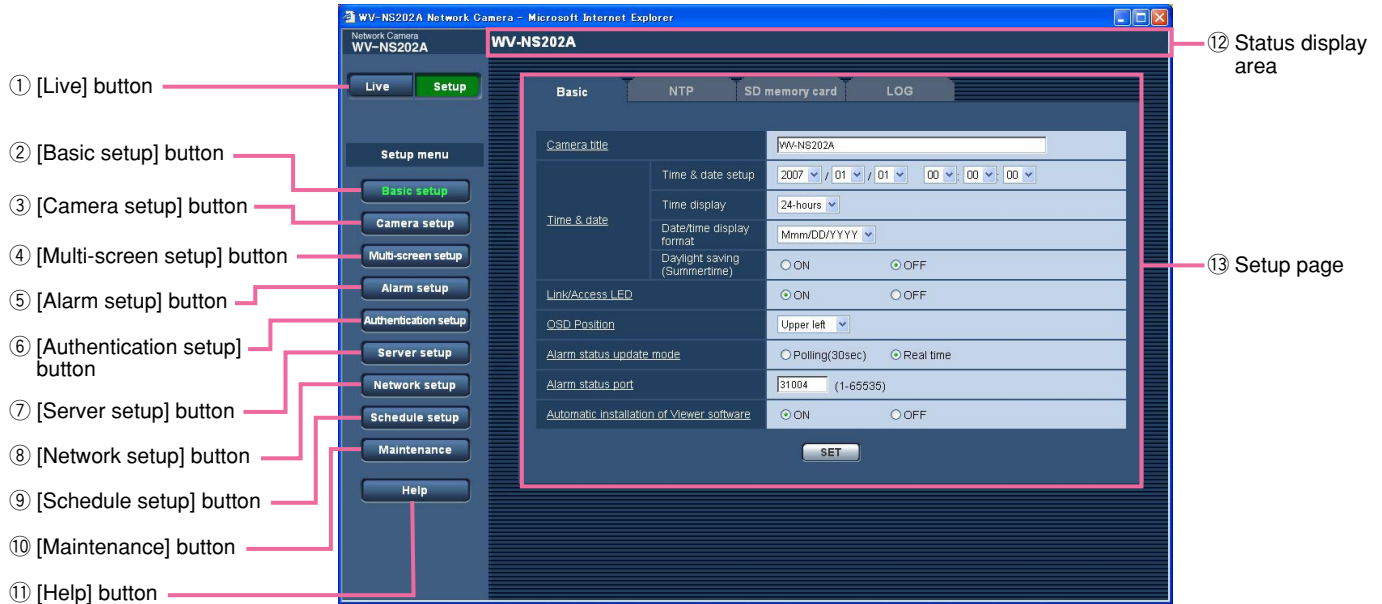 WV-NS202A Network Camera - Microsoft Internet Explorer
Network Camera
WV-NS202A
WV-NS202A
⑫ Status display
area
① [Live] button
Live
Setup
Basic
NTP
SD memory card
LOG
② [Basic setup] button
③ [Camera setup] button
④ [Multi-screen setup] button
⑤ [Alarm setup] button
⑥ [Authentication setup]
button
⑦ [Server setup] button
⑧ [Network setup] button
⑨ [Schedule setup] button
⑩ [Maintenance] button
⑪ [Help] button
Setup menu
Basic setup
Camera setup
Multi-screen setup
Alarm setup
Authentication setup
Server setup
Network setup
Schedule setup
Maintenance
Help
Camera title
WV-NS202A
Time & date
Time & date setup
2007 / 01 / 01 00 : 00 : 00
Time display
24-hours
Date/time display
format
Mmm/DD/YYYY
Daylight saving
(Summertime)
ON OFF
Link/Access LED
ON OFF
OSD Position
Upper left
Alarm status update mode
Polling(30sec) Real time
Alarm status port
31004 (1-65535)
Automatic installation of Viewer software
ON OFF
SET
⑬ Setup page